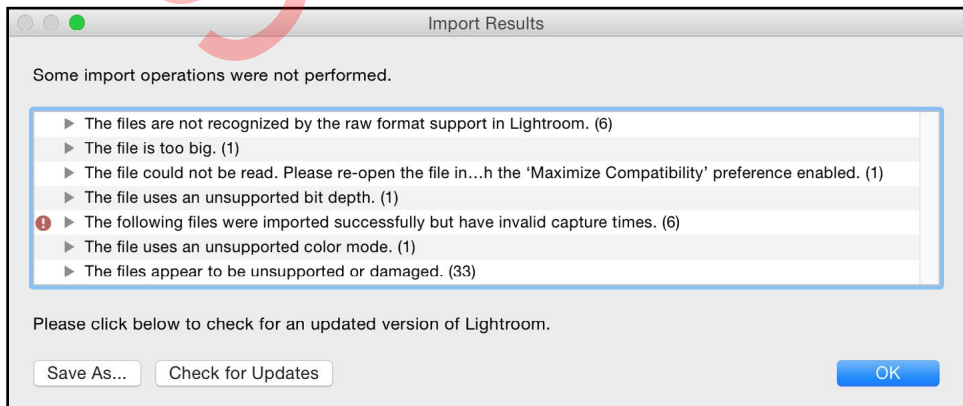 Import Results
Some import operations were not performed.
The files are not recognized by the raw format support in Lightroom. (6)
The file is too big. (1)
The file could not be read. Please re-open the file in…h the ‘Maximize Compatibility’ preference enabled. (1)
The file uses an unsupported bit depth. (1)
The following files were imported successfully but have invalid capture times. (6)
The file uses an unsupported color mode. (1)
The files appear to be unsupported or damaged. (33)
Please click below to check for an updated version of Lightroom.
Save As... Check for Updates OK